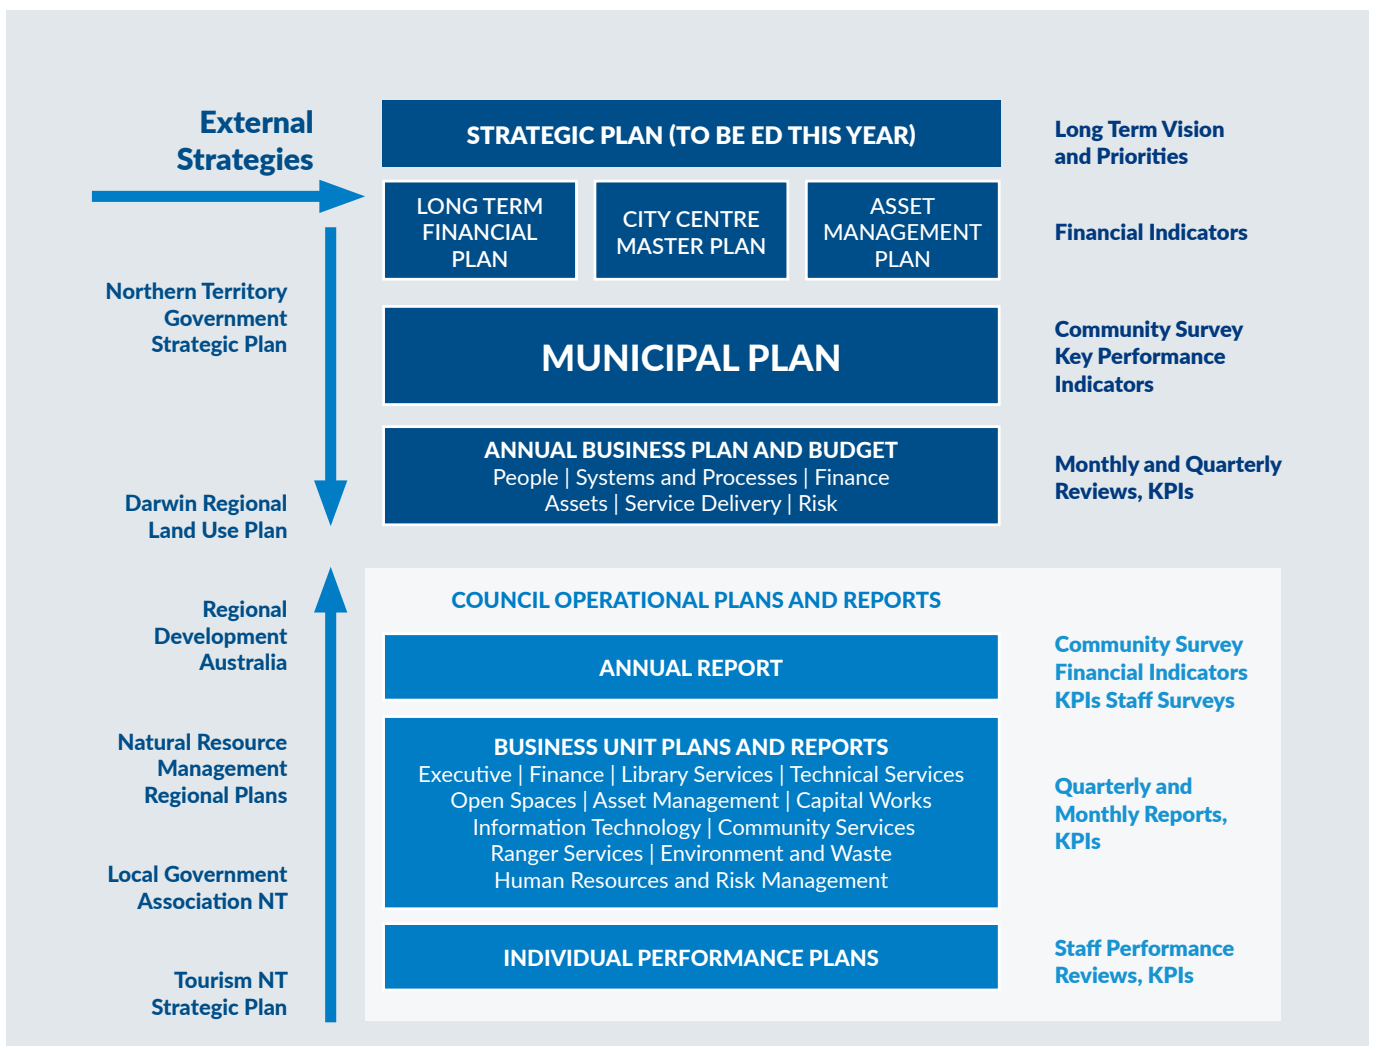 External
Strategies
Northern Territory
Government
Strategic Plan
Darwin Regional
Land Use Plan
Regional
Development
Australia
Natural Resource
Management
Regional Plans
Local Government
Association NT
Tourism NT
Strategic Plan
STRATEGIC PLAN (TO BE ED THIS YEAR)
Long Term Vision
and Priorities
LONG TERM
FINANCIAL
PLAN
CITY CENTRE
MASTER PLAN
ASSET
MANAGEMENT
PLAN
Financial Indicators
MUNICIPAL PLAN
Community Survey
Key Performance
Indicators
ANNUAL BUSINESS PLAN AND BUDGET
People | Systems and Processes | Finance
Assets | Service Delivery | Risk
Monthly and Quarterly
Reviews, KPIs
COUNCIL OPERATIONAL PLANS AND REPORTS
ANNUAL REPORT
Community Survey
Financial Indicators
KPIs Staff Surveys
BUSINESS UNIT PLANS AND REPORTS
Executive | Finance | Library Services | Technical Services
Open Spaces | Asset Management | Capital Works
Information Technology | Community Services
Ranger Services | Environment and Waste
Human Resources and Risk Management
Quarterly and
Monthly Reports,
KPIs
INDIVIDUAL PERFORMANCE PLANS
Staff Performance
Reviews, KPIs